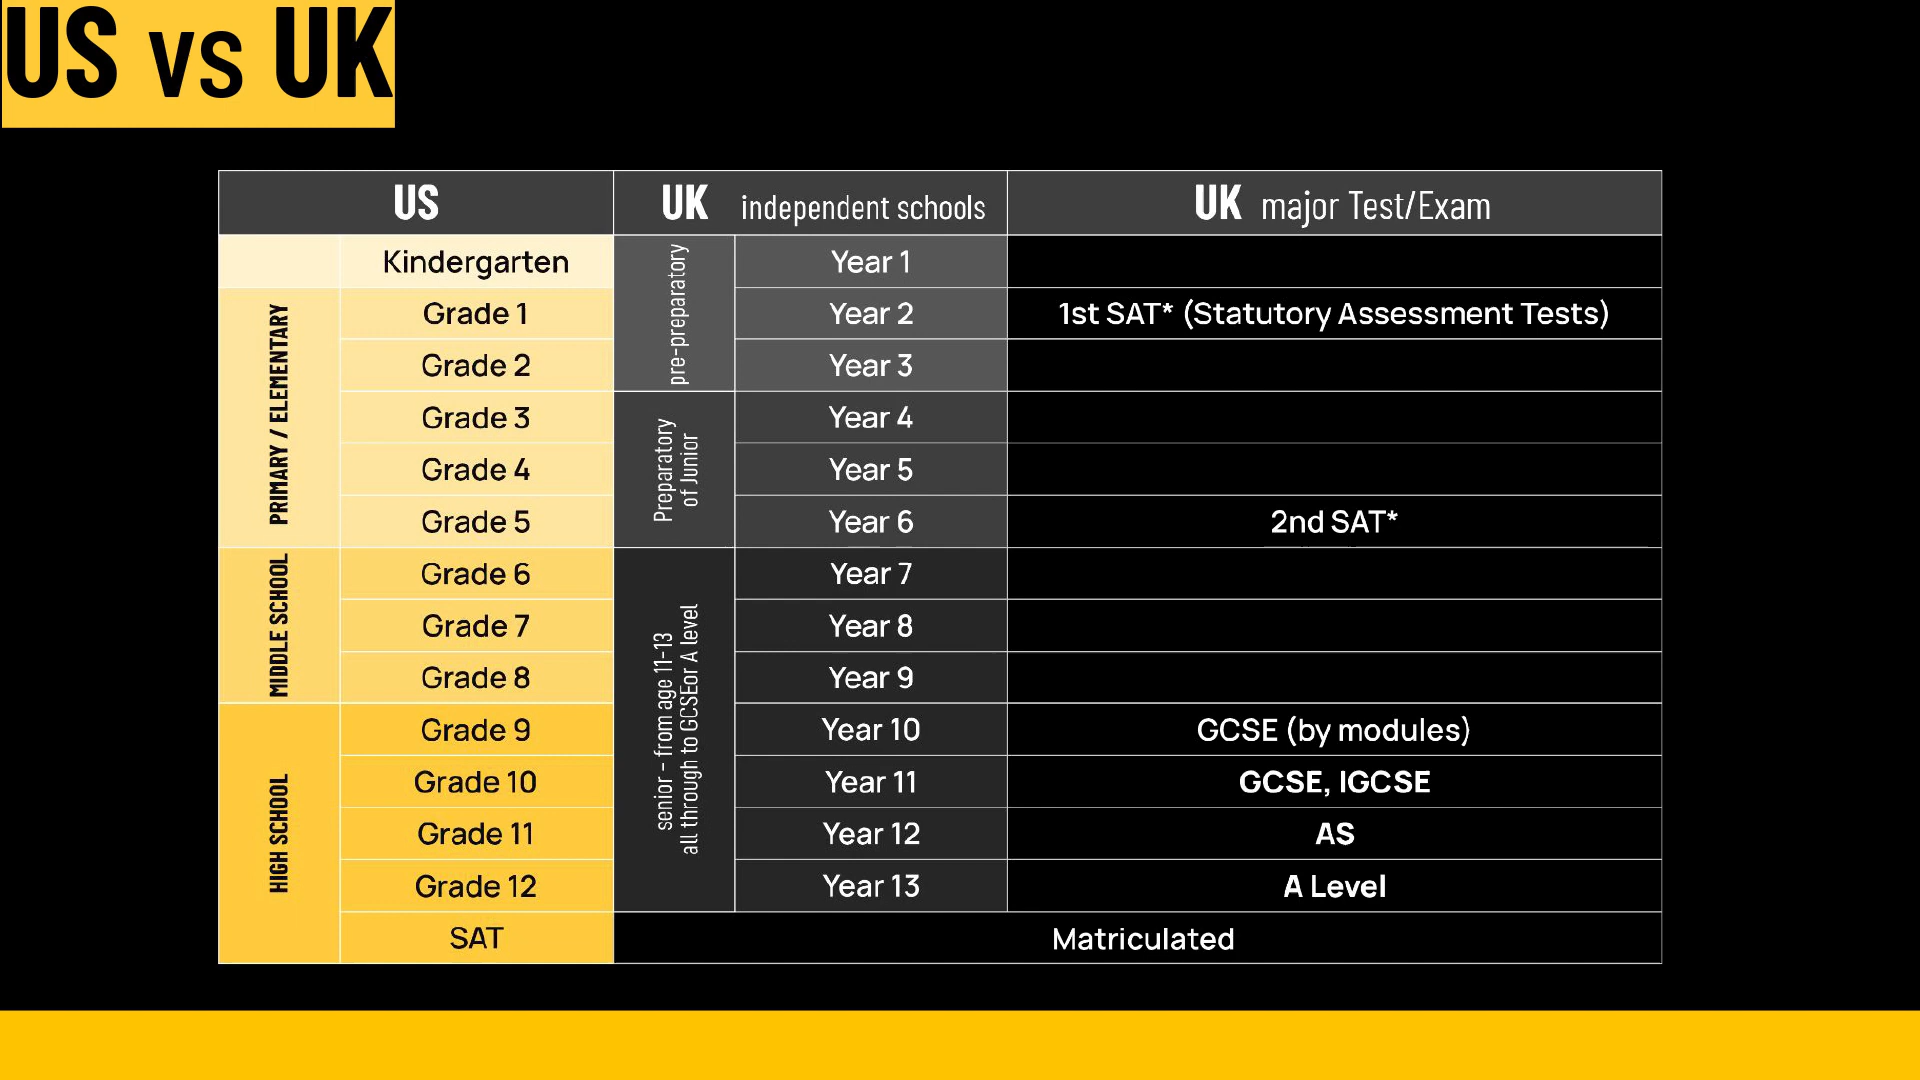 US vs UK
US
UK independent schools
UK major Test/Exam
Kindergarten
pre-preparatory
Year 1
PRIMARY / ELEMENTARY
Grade 1
Year 2
1st SAT* (Statutory Assessment Tests)
Grade 2
Year 3
Grade 3
Preparatory
of Junior
Year 4
Grade 4
Year 5
Grade 5
Year 6
2nd SAT*
MIDDLE SCHOOL
Grade 6
senior - from age 11-13
all through to GCSEor A level
Year 7
Grade 7
Year 8
Grade 8
Year 9
HIGH SCHOOL
Grade 9
Year 10
GCSE (by modules)
Grade 10
Year 11
GCSE, IGCSE
Grade 11
Year 12
AS
Grade 12
Year 13
A Level
SAT
Matriculated